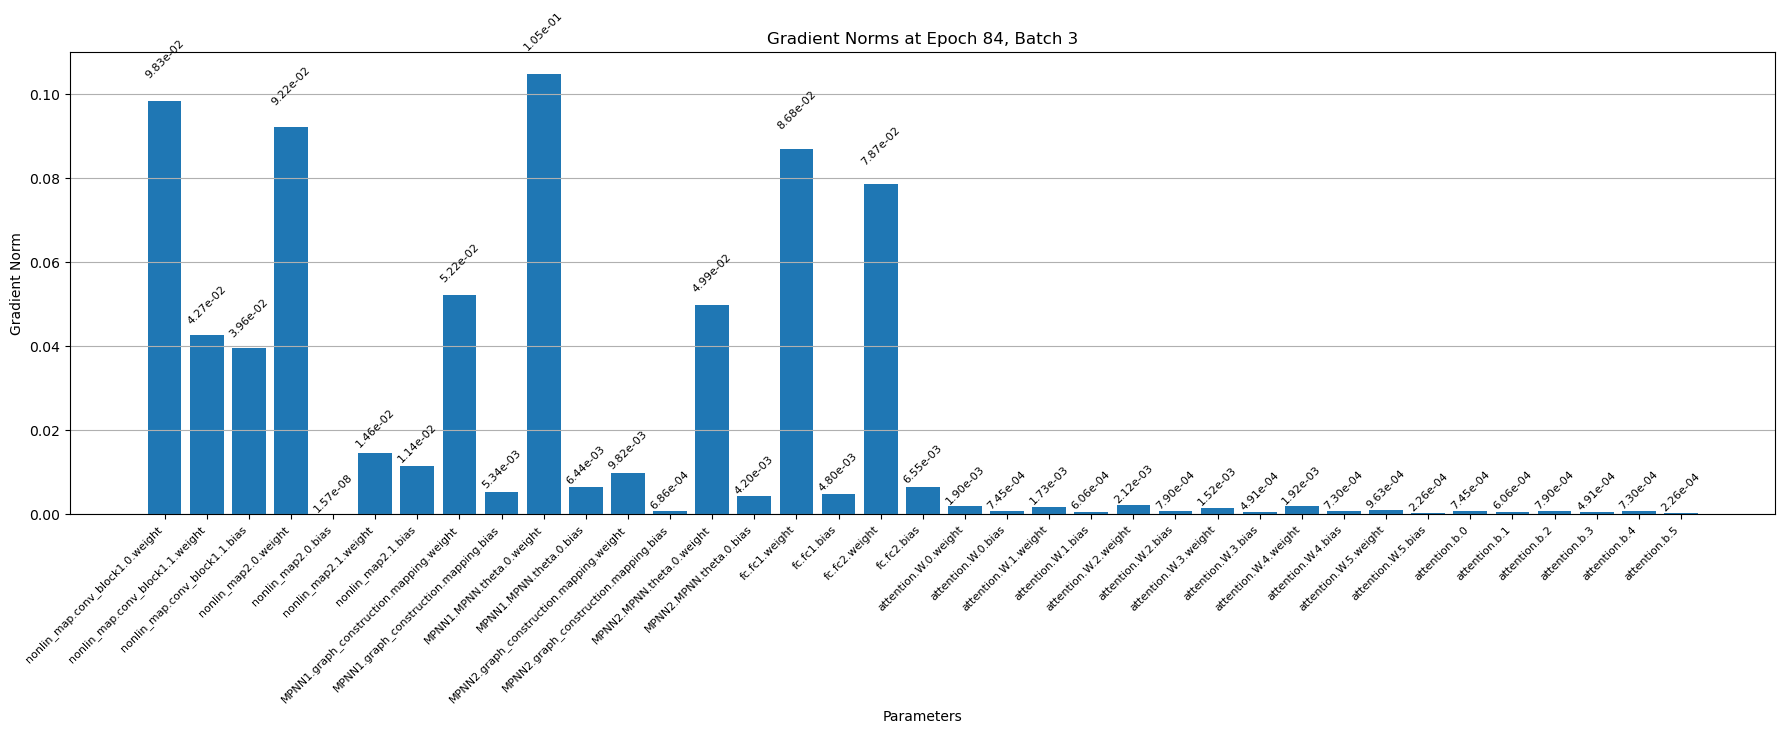 Gradient Norms at Epoch 84, Batch 3
Gradient Norm
0.10
0.08
0.06
0.04
0.02
0.00
9.83e-02
4.27e-02
3.96e-02
9.22e-02
1.57e-08
1.46e-02
1.14e-02
5.22e-02
5.34e-03
1.05e-01
6.44e-03
9.82e-03
6.86e-04
4.99e-02
4.20e-03
8.68e-02
4.80e-03
7.87e-02
6.55e-03
1.90e-03
7.45e-04
1.73e-03
6.06e-04
2.12e-03
7.90e-04
1.52e-03
4.91e-04
1.92e-03
7.30e-04
9.63e-04
2.26e-04
7.45e-04
6.06e-04
7.90e-04
4.91e-04
7.30e-04
2.26e-04
nonlin_map.conv_block1.0.weight
nonlin_map.conv_block1.1.weight
nonlin_map.conv_block1.1.bias
nonlin_map2.0.weight
nonlin_map2.0.bias
nonlin_map2.1.weight
nonlin_map2.1.bias
MPNN1.graph_construction.mapping.weight
MPNN1.graph_construction.mapping.bias
MPNN1.MPNN.theta.0.weight
MPNN1.MPNN.theta.0.bias
MPNN2.graph_construction.mapping.weight
MPNN2.graph_construction.mapping.bias
MPNN2.MPNN.theta.0.weight
MPNN2.MPNN.theta.0.bias
fc.fc1.weight
fc.fc1.bias
fc.fc2.weight
fc.fc2.bias
attention.W.0.weight
attention.W.0.bias
attention.W.1.weight
attention.W.1.bias
attention.W.2.weight
attention.W.2.bias
attention.W.3.weight
attention.W.3.bias
attention.W.4.weight
attention.W.4.bias
attention.W.5.weight
attention.W.5.bias
attention.b.0
attention.b.1
attention.b.2
attention.b.3
attention.b.4
attention.b.5
Parameters